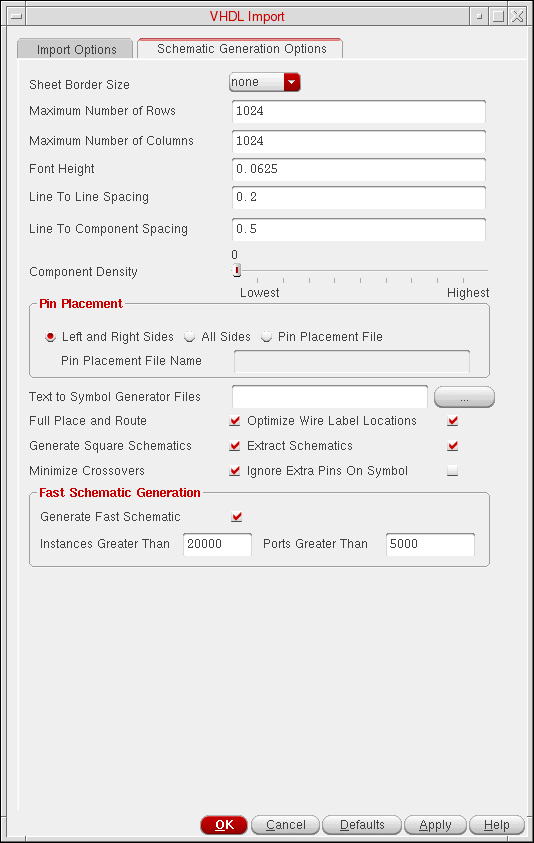 VHDL Import
Import Options
Schematic Generation Options
Sheet Border Size none
Maximum Number of Rows 1024
Maximum Number of Columns 1024
Font Height 0.0625
Line To Line Spacing 0.2
Line To Component Spacing 0.5
0
Component Density
Lowest Highest
Pin Placement
Left and Right Sides All Sides Pin Placement File
Pin Placement File Name
Text to Symbol Generator Files ...
Full Place and Route Optimize Wire Label Locations
Generate Square Schematics Extract Schematics
Minimize Crossovers Ignore Extra Pins On Symbol
Fast Schematic Generation
Generate Fast Schematic
Instances Greater Than 20000 Ports Greater Than 5000
OK Cancel Defaults Apply Help